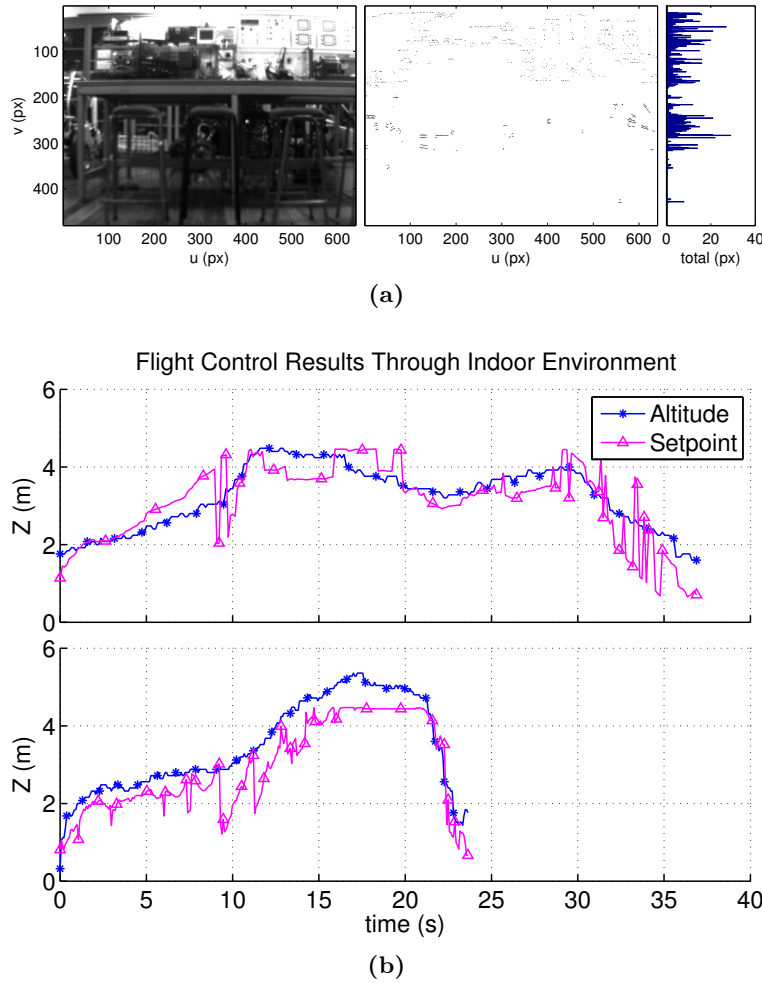 100
200
300
400
v (px)
100 200 300 400 500 600
u (px)
100 200 300 400 500 600
u (px)
0 20 40
total (px)
(a)
Flight Control Results Through Indoor Environment
6
4
2
0
Z (m)
Altitude
Setpoint
6
4
2
0
Z (m)
0 5 10 15 20 25 30 35 40
time (s)
(b)